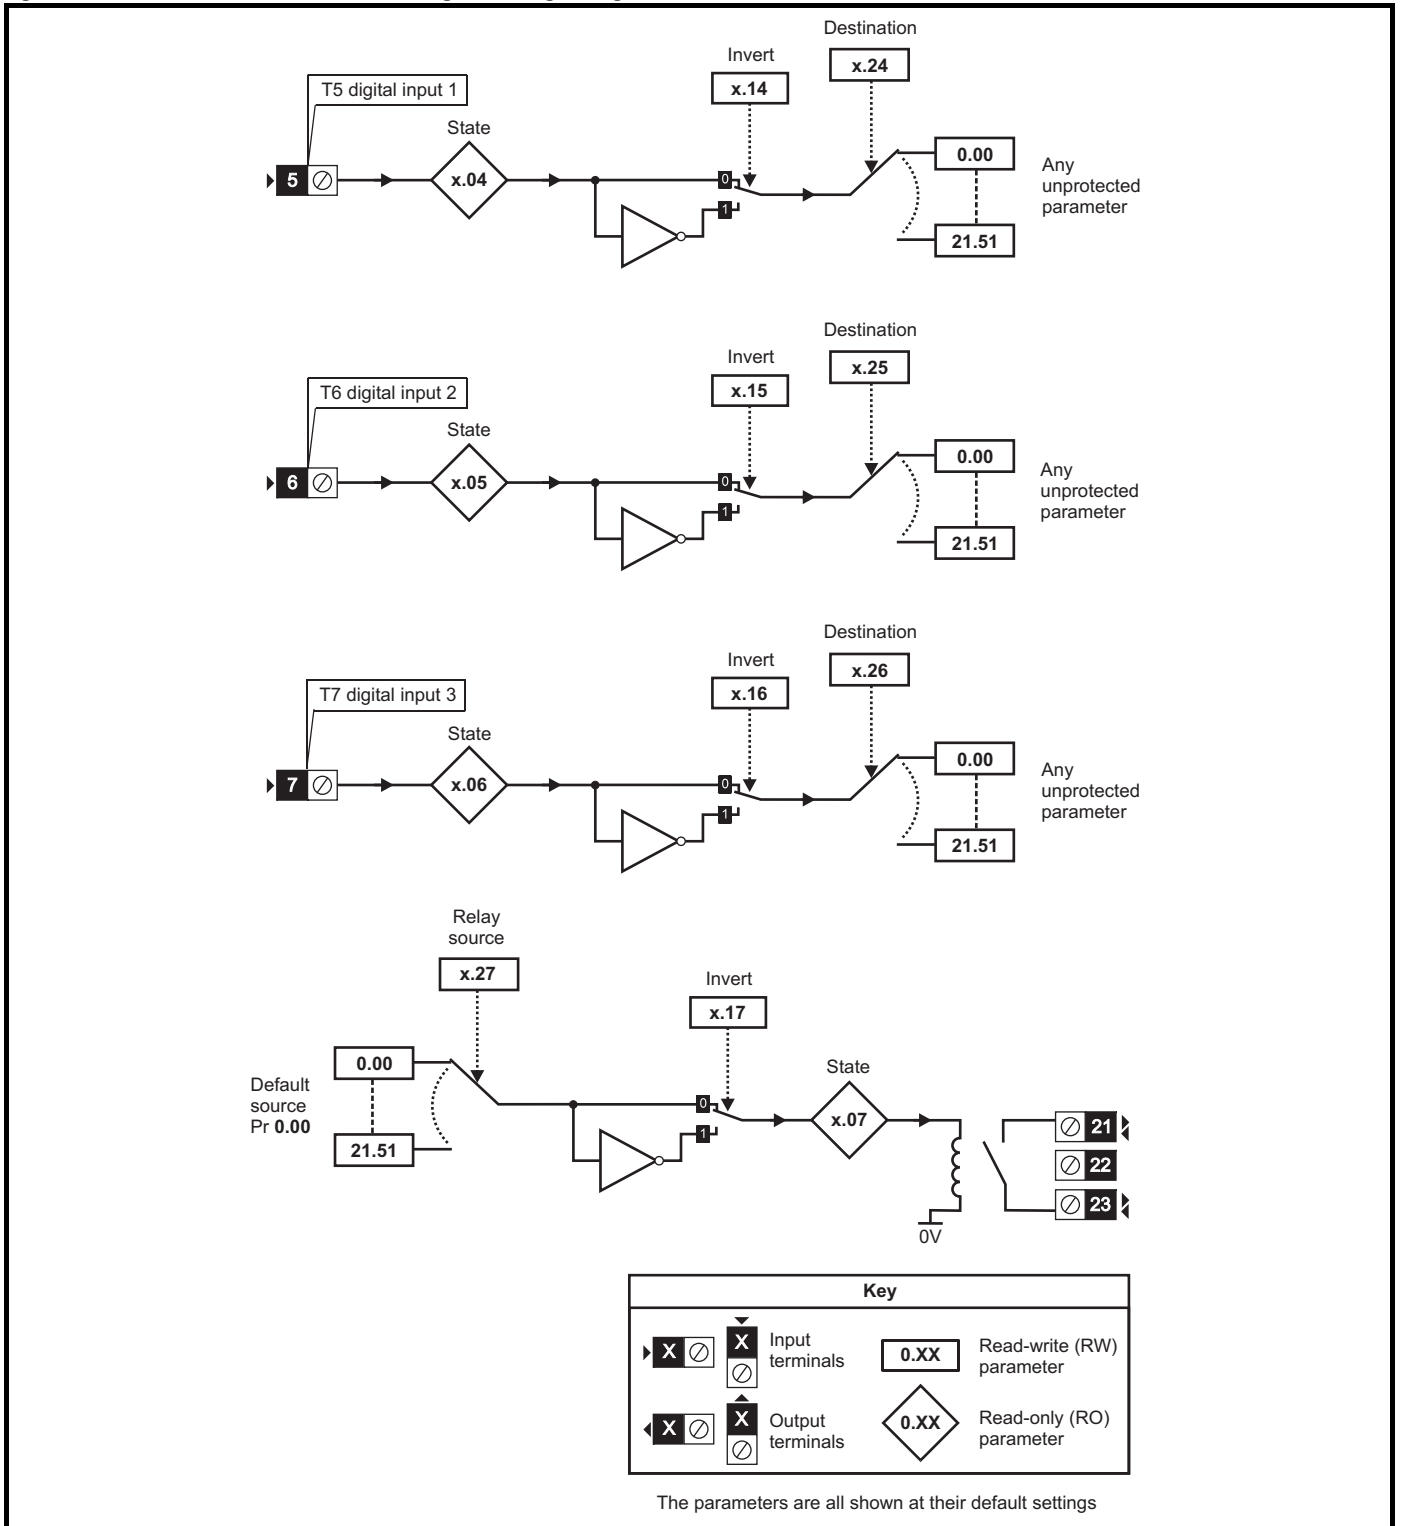 Destination
Invert
x.24
x.14
T5 digital input 1
State
0.00
5
x.04
0
1
Any
unprotected
parameter
21.51
Destination
Invert
x.25
x.15
T6 digital input 2
State
0.00
6
x.05
0
1
Any
unprotected
parameter
21.51
Destination
Invert
x.26
x.16
T7 digital input 3
State
0.00
7
x.06
0
1
Any
unprotected
parameter
21.51
Relay
source
x.27
Invert
x.17
0.00
State
Default
source
Pr 0.00
0
1
x.07
21.51
21
22
23
0V
Key
X
X
Input
terminals
0.XX
Read-write (RW)
parameter
X
X
Output
terminals
0.XX
Read-only (RO)
parameter
The parameters are all shown at their default settings